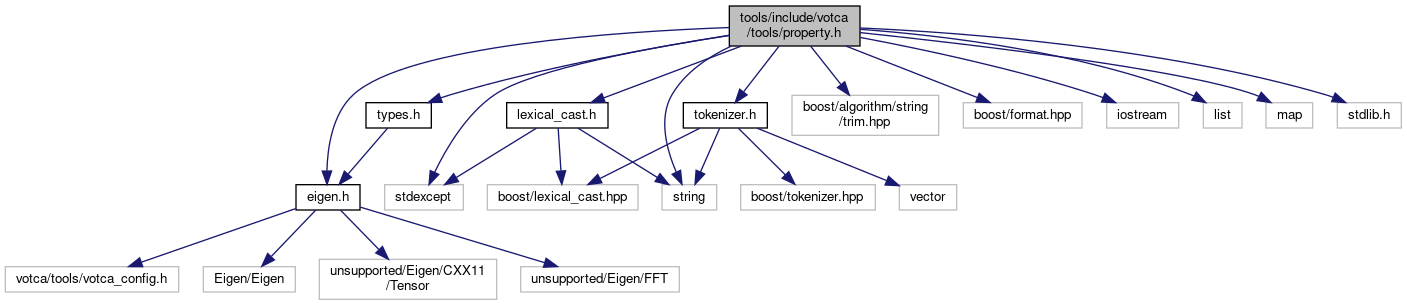 tools/include/votca
/tools/property.h
types.h
lexical_cast.h
tokenizer.h
boost/algorithm/string
/trim.hpp
boost/format.hpp
iostream
list
map
stdlib.h
eigen.h
stdexcept
boost/lexical_cast.hpp
string
boost/tokenizer.hpp
vector
votca/tools/votca_config.h
Eigen/Eigen
unsupported/Eigen/CXX11
/Tensor
unsupported/Eigen/FFT